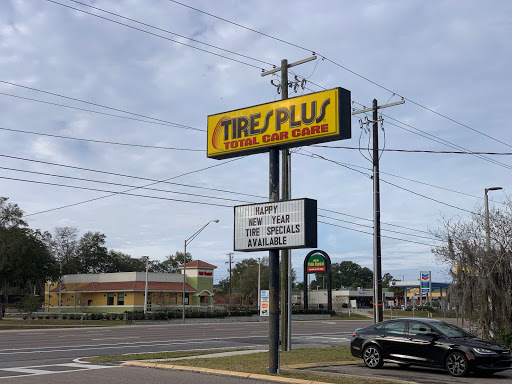 TIRES PLUS
TOTAL CAR CARE
HAPPY
NEW YEAR
TIRE SPECIALS
AVAILABLE